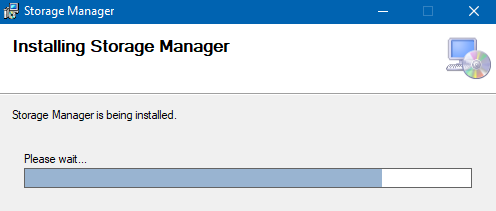 Storage Manager
Installing Storage Manager
Storage Manager is being installed.
Please wait...